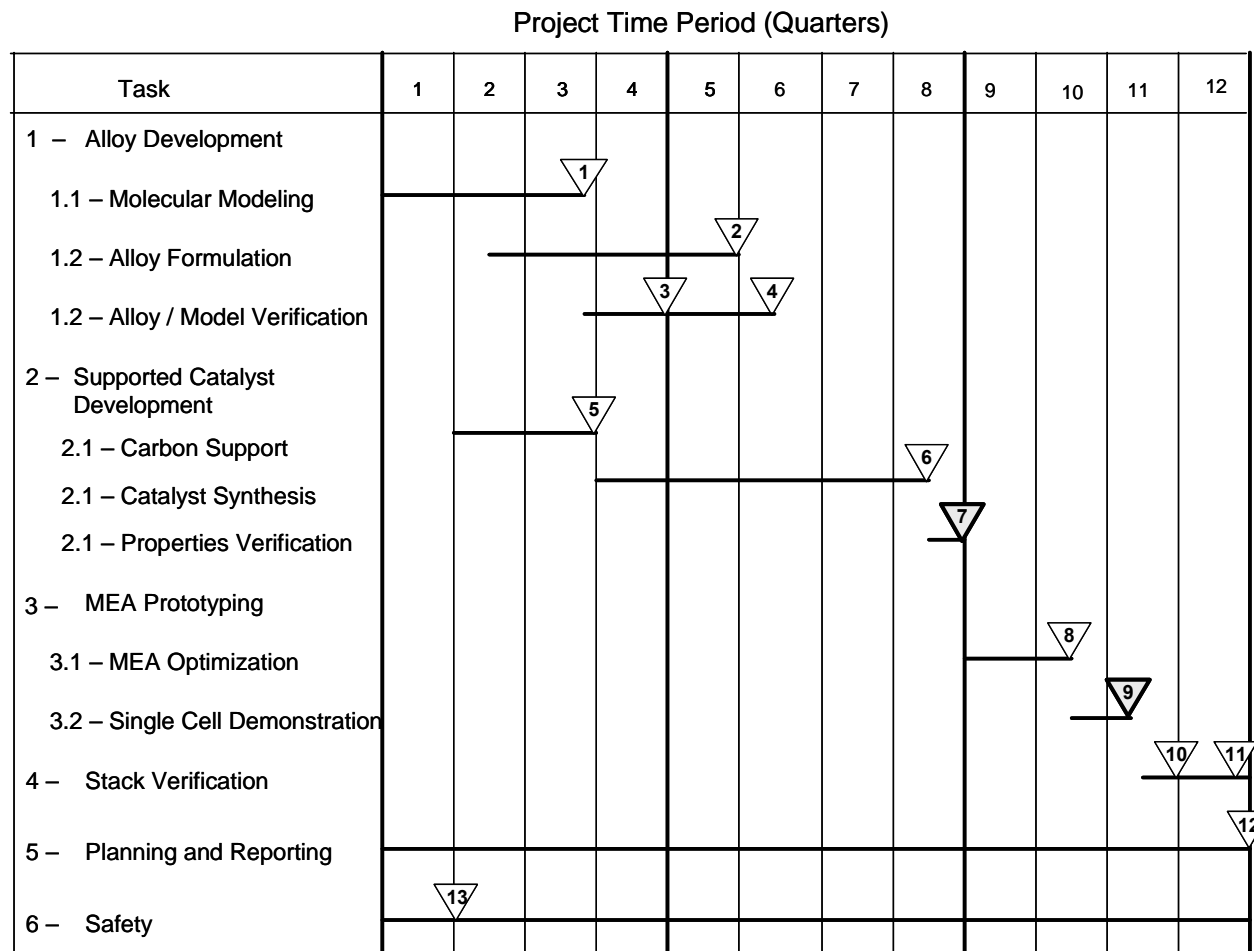 Project Time Period (Quarters)
Task 1 2 3 4 5 6 7 8 9 10 11 12
1 – Alloy Development
1
1.1 – Molecular Modeling
2
1.2 – Alloy Formulation
3 4
1.2 – Alloy / Model Verification
2 – Supported Catalyst
Development
5
2.1 – Carbon Support
6
2.1 – Catalyst Synthesis
7
2.1 – Properties Verification
3 – MEA Prototyping
8
3.1 – MEA Optimization
9
3.2 – Single Cell Demonstration
10 11
4 – Stack Verification
12
5 – Planning and Reporting
13
6 – Safety